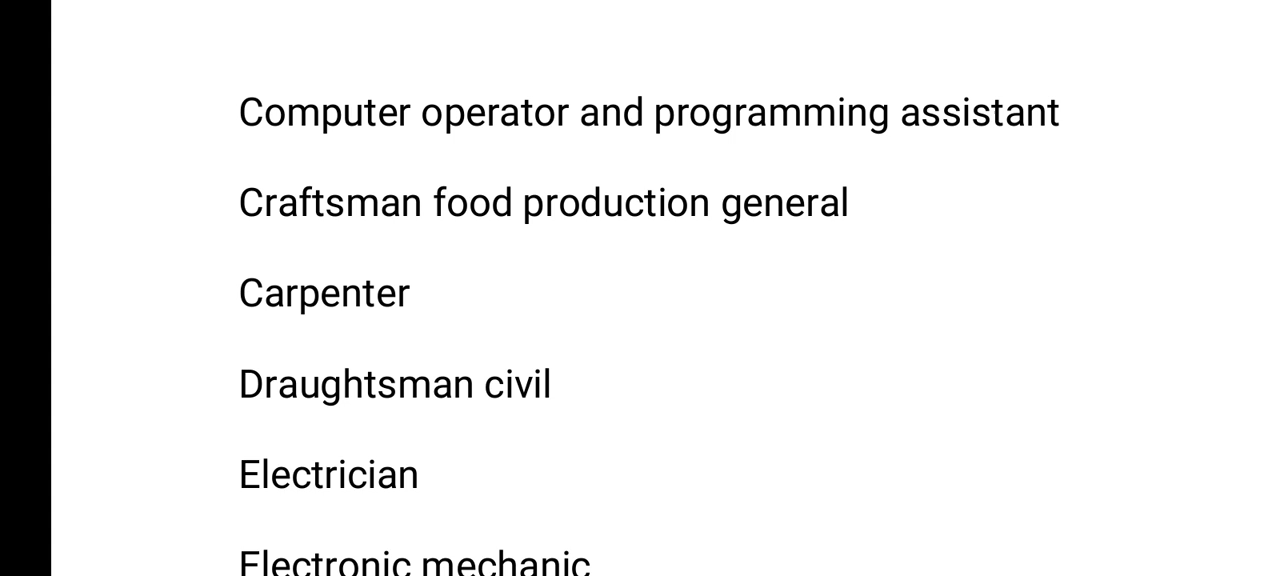 Computer operator and programming assistant
Craftsman food production general
Carpenter
Draughtsman civil
Electrician
Electronic mechanic